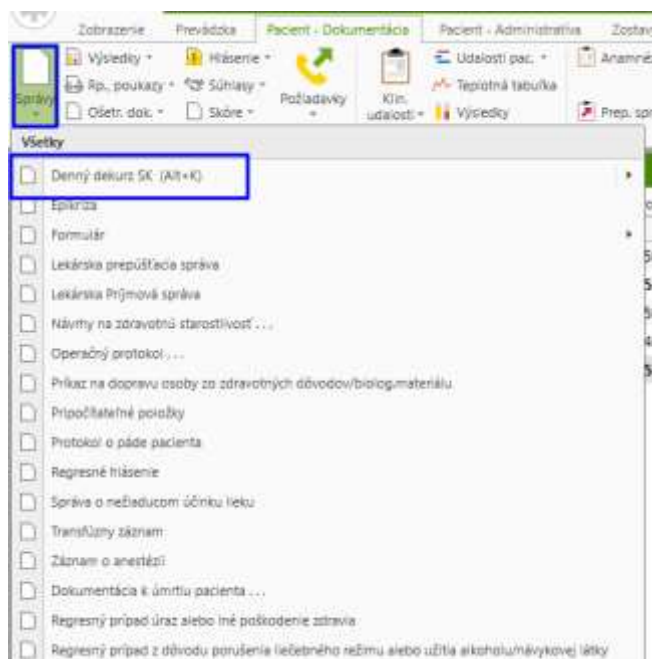 Zobrazenie Prevádzka Pacient - Dokumentácia Pacient - Administratíva Zostav
Výsledky Hlásenie Udalosti pac. Anamné
Rp., poukazy Súhlasy Teplotná tabuľka
Správy Požiadavky Klin. udalosti
Ošetr. dok. Skóre Výsledky Prep. spr
Všetky
Denný dekurz SK (Alt+K)
Epikríza
Formulár
Lekárska prepúšťacia správa
Lekárska Príjmová správa
Návrhy na zdravotnú starostlivosť . . .
Operačný protokol . . .
Príkaz na dopravu osoby zo zdravotných dôvodov/biolog.materiálu
Pripočítateľné položky
Protokol o páde pacienta
Regresné hlásenie
Správa o nežiaducom účinku lieku
Transfúzny záznam
Záznam o anestézii
Dokumentácia k úmrtiu pacienta . . .
Regresný prípad úraz alebo iné poškodenie zdravia
Regresný prípad z dôvodu porušenia liečebného režimu alebo užitia alkoholu/návykovej látky